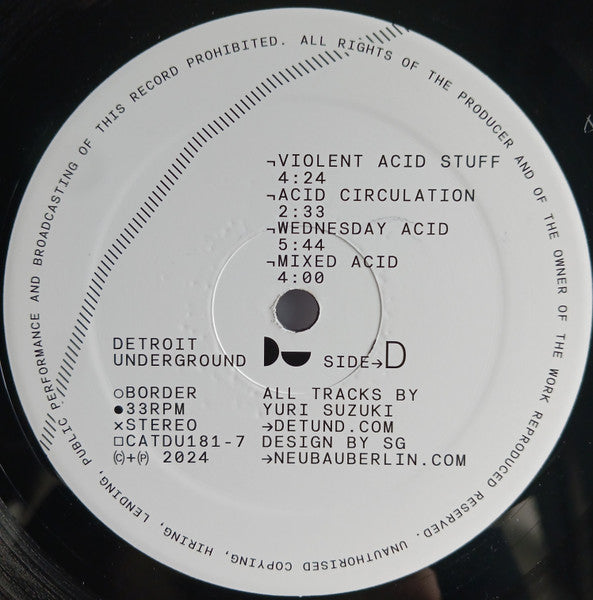 UNAUTHORISED COPYING, HIRING, LENDING, PUBLIC PERFORMANCE AND BROADCASTING OF THIS RECORD PROHIBITED. ALL RIGHTS OF THE PRODUCER AND OF THE OWNER OF THE WORK REPRODUCED RESERVED.
¬VIOLENT ACID STUFF
4:24
¬ACID CIRCULATION
2:33
¬WEDNESDAY ACID
5:44
¬MIXED ACID
4:00
DETROIT
UNDERGROUND
SIDE→D
○BORDER
●33RPM
×STEREO
□CATDU181-7
©+℗ 2024
ALL TRACKS BY
YURI SUZUKI
→DETUND.COM
DESIGN BY SG
→NEUBAUBERLIN.COM